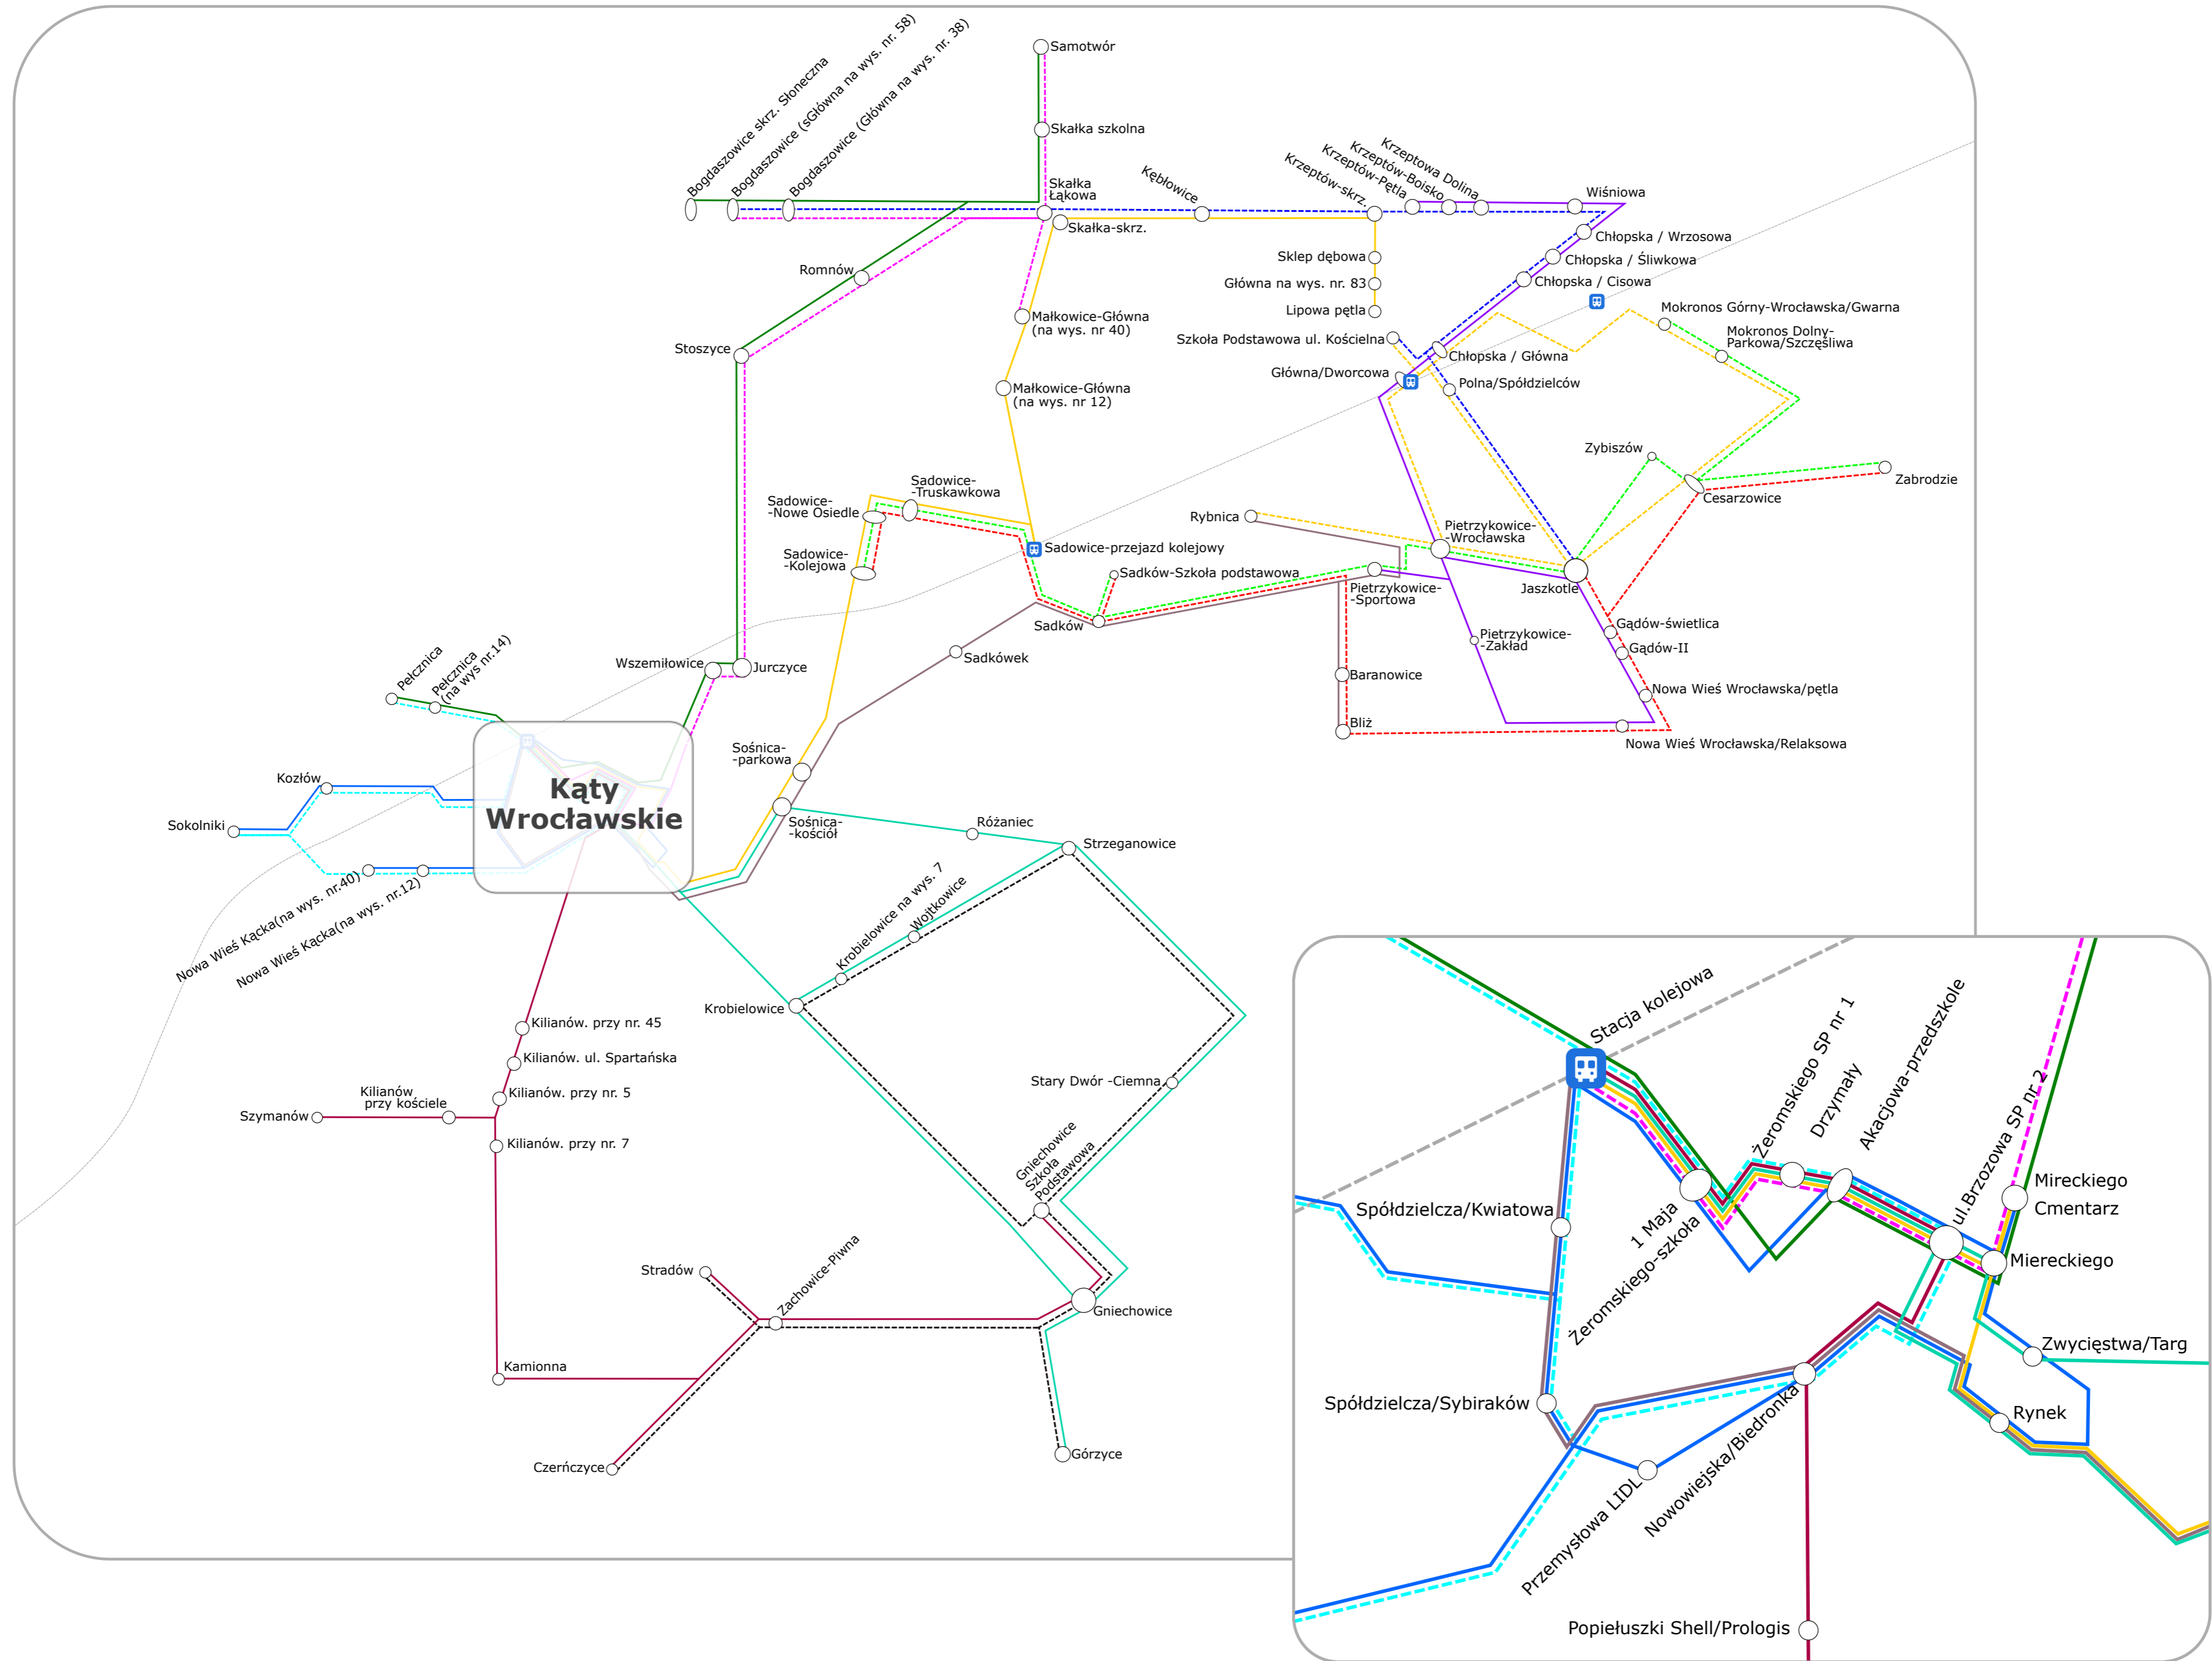 Samotwór
Skałka szkolna
Skałka
Łąkowa
Skałka-skrz.
Bogdaszowice skrz. Słoneczna
Bogdaszowice (sGłówna na wys. nr. 58)
Bogdaszowice (Główna na wys. nr. 38)
Kębłowice
Krzeptów-skrz.
Krzeptów-Pętla
Krzeptów-Boisko
Krzeptowa Dolina
Wiśniowa
Chłopska / Wrzosowa
Chłopska / Śliwkowa
Chłopska / Cisowa
Sklep dębowa
Główna na wys. nr. 83
Lipowa pętla
Romnów
Małkowice-Główna
(na wys. nr 40)
Stoszyce
Szkoła Podstawowa ul. Kościelna
Mokronos Górny-Wrocławska/Gwarna
Mokronos Dolny-
Parkowa/Szczęśliwa
Chłopska / Główna
Główna/Dworcowa
Polna/Spółdzielców
Małkowice-Główna
(na wys. nr 12)
Zybiszów
Zabrodzie
Cesarzowice
Sadowice-
-Truskawkowa
Sadowice-
-Nowe Osiedle
Sadowice-
-Kolejowa
Sadowice-przejazd kolejowy
Rybnica
Pietrzykowice-
-Wrocławska
Sadków-Szkoła podstawowa
Pietrzykowice-
-Sportowa
Jaszkotle
Sadków
Sadkówek
Gądów-świetlica
Gądów-II
Pietrzykowice-
-Zakład
Baranowice
Nowa Wieś Wrocławska/pętla
Bliż
Nowa Wieś Wrocławska/Relaksowa
Wszemiłowice
Jurczyce
Pełcznica
Pełcznica
(na wys nr.14)
Kozłów
Sokolniki
Kąty
Wrocławskie
Sośnica-
-parkowa
Sośnica-
-kościół
Różaniec
Strzeganowice
Nowa Wieś Kącka(na wys. nr.40)
Nowa Wieś Kącka(na wys. nr.12)
Krobielowice na wys. 7
Wojtkowice
Krobielowice
Kilianów. przy nr. 45
Kilianów. ul. Spartańska
Kilianów. przy nr. 5
Kilianów
przy kościele
Szymanów
Kilianów. przy nr. 7
Stary Dwór -Ciemna
Gniechowice
Szkoła
Podstawowa
Stradów
Zachowice-Piwna
Gniechowice
Kamionna
Czerńczyce
Górzyce
Stacja kolejowa
Żeromskiego SP nr 1
Drzymały
Akacjowa-przedszkole
ul.Brzozowa SP nr 2
Mireckiego
Cmentarz
Miereckiego
Spółdzielcza/Kwiatowa
1 Maja
Żeromskiego-szkoła
Zwycięstwa/Targ
Spółdzielcza/Sybiraków
Rynek
Przemysłowa LIDL
Nowowiejska/Biedronka
Popiełuszki Shell/Prologis